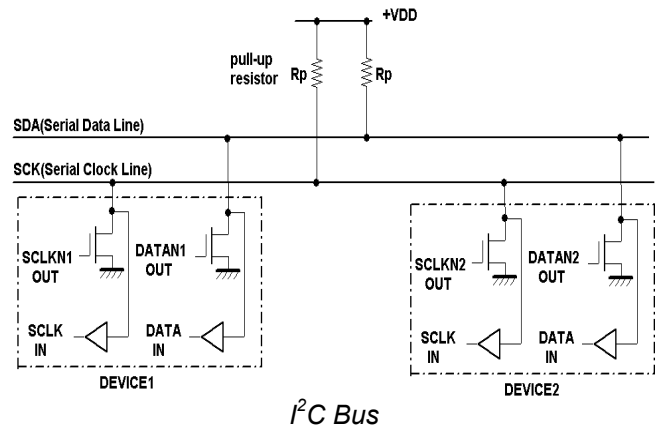 +VDD
pull-up
resistor
Rp
Rp
SDA(Serial Data Line)
SCK(Serial Clock Line)
SCLKN1
OUT
DATAN1
OUT
SCLK
IN
DATA
IN
DEVICE1
SCLKN2
OUT
DATAN2
OUT
SCLK
IN
DATA
IN
DEVICE2
I²C Bus